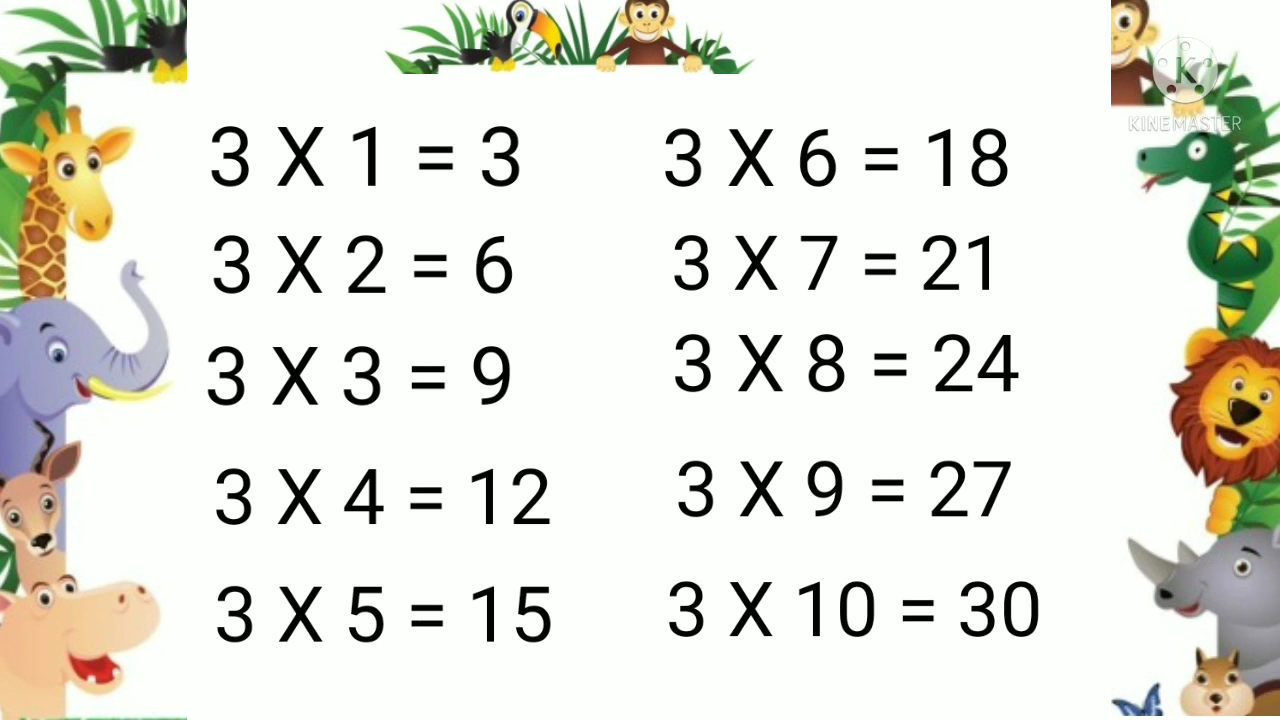 3 X 1 = 3
3 X 2 = 6
3 X 3 = 9
3 X 4 = 12
3 X 5 = 15
3 X 6 = 18
3 X 7 = 21
3 X 8 = 24
3 X 9 = 27
3 X 10 = 30
K
KINEMASTER